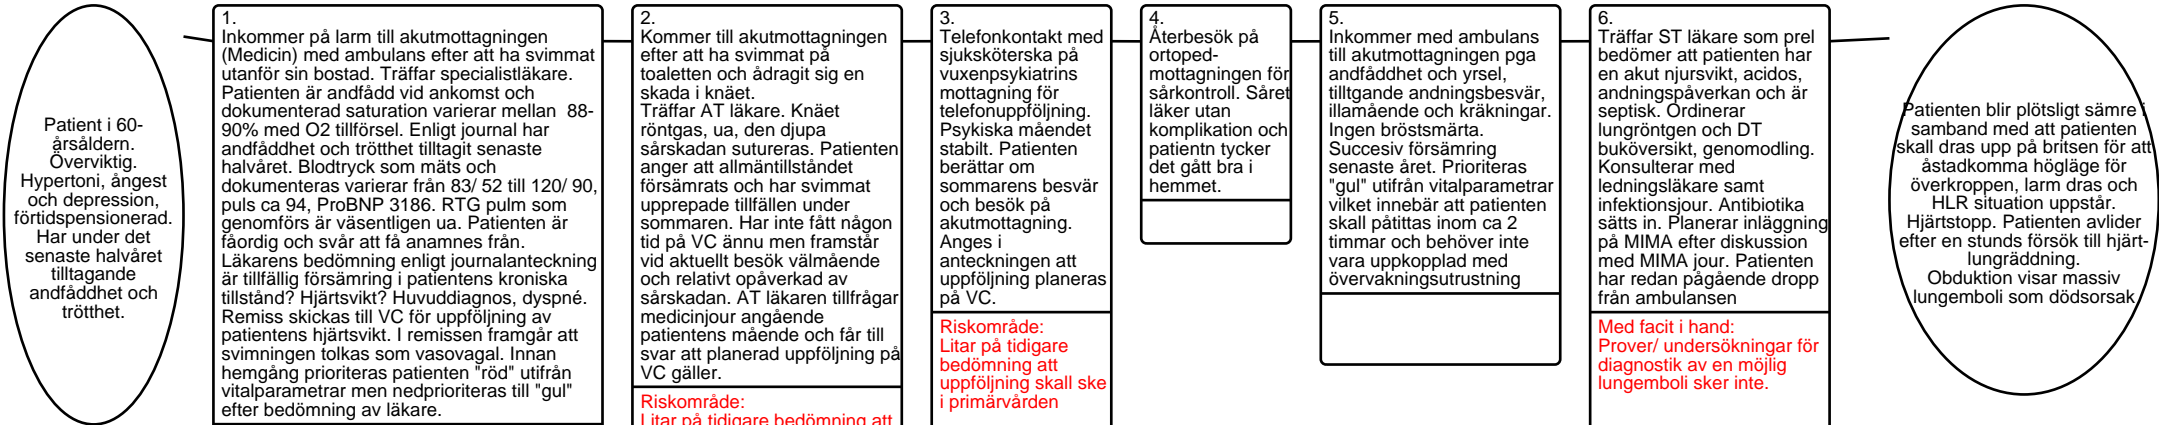 Patient i 60-
årsåldern.
Överviktig.
Hypertoni, ångest
och depression,
förtidspensionerad.
Har under det
senaste halvåret
tilltagande
andfåddhet och
trötthet.
1.
Inkommer på larm till akutmottagningen
(Medicin) med ambulans efter att ha svimmat
utanför sin bostad. Träffar specialistläkare.
Patienten är andfådd vid ankomst och
dokumenterad saturation varierar mellan  88-
90% med O2 tillförsel. Enligt journal har
andfåddhet och trötthet tilltagit senaste
halvåret. Blodtryck som mäts och
dokumenteras varierar från 83/ 52 till 120/ 90,
puls ca 94, ProBNP 3186. RTG pulm som
genomförs är väsentligen ua. Patienten är
fåordig och svår att få anamnes från.
Läkarens bedömning enligt journalanteckning
är tillfällig försämring i patientens kroniska
tillstånd? Hjärtsvikt? Huvuddiagnos, dyspné.
Remiss skickas till VC för uppföljning av
patientens hjärtsvikt. I remissen framgår att
svimningen tolkas som vasovagal. Innan
hemgång prioriteras patienten "röd" utifrån
vitalparametrar men nedprioriteras till "gul"
efter bedömning av läkare.
2.
Kommer till akutmottagningen
efter att ha svimmat på
toaletten och ådragit sig en
skada i knäet.
Träffar AT läkare. Knäet
röntgas, ua, den djupa
sårskadan sutureras. Patienten
anger att allmäntillståndet
försämrats och har svimmat
upprepade tillfällen under
sommaren. Har inte fått någon
tid på VC ännu men framstår
vid aktuellt besök välmående
och relativt opåverkad av
sårskadan. AT läkaren tillfrågar
medicinjour angående
patientens mående och får till
svar att planerad uppföljning på
VC gäller.
Riskområde:
Litar på tidigare bedömning att
3.
Telefonkontakt med
sjuksköterska på
vuxenpsykiatrins
mottagning för
telefonuppföljning.
Psykiska måendet
stabilt. Patienten
berättar om
sommarens besvär
och besök på
akutmottagning.
Anges i
anteckningen att
uppföljning planeras
på VC.
Riskområde:
Litar på tidigare
bedömning att
uppföljning skall ske
i primärvården
4.
Återbesök på
ortoped-
mottagningen för
sårkontroll. Såret
läker utan
komplikation och
patientn tycker
det gått bra i
hemmet.
5.
Inkommer med ambulans
till akutmottagningen pga
andfåddhet och yrsel,
tilltgande andningsbesvär,
illamående och kräkningar.
Ingen bröstsmärta.
Succesiv försämring
senaste året. Prioriteras
"gul" utifrån vitalparametrar
vilket innebär att patienten
skall påtittas inom ca 2
timmar och behöver inte
vara uppkopplad med
övervakningsutrustning
6.
Träffar ST läkare som prel
bedömer att patienten har
en akut njursvikt, acidos,
andningspåverkan och är
septisk. Ordinerar
lungröntgen och DT
buköversikt, genomodling.
Konsulterar med
ledningsläkare samt
infektionsjour. Antibiotika
sätts in. Planerar inläggning
på MIMA efter diskussion
med MIMA jour. Patienten
har redan pågående dropp
från ambulansen
Med facit i hand:
Prover/ undersökningar för
diagnostik av en möjlig
lungemboli sker inte.
Patienten blir plötsligt sämre i
samband med att patienten
skall dras upp på britsen för att
åstadkomma högläge för
överkroppen, larm dras och
HLR situation uppstår.
Hjärtstopp. Patienten avlider
efter en stunds försök till hjärt-
lungräddning.
Obduktion visar massiv
lungemboli som dödsorsak